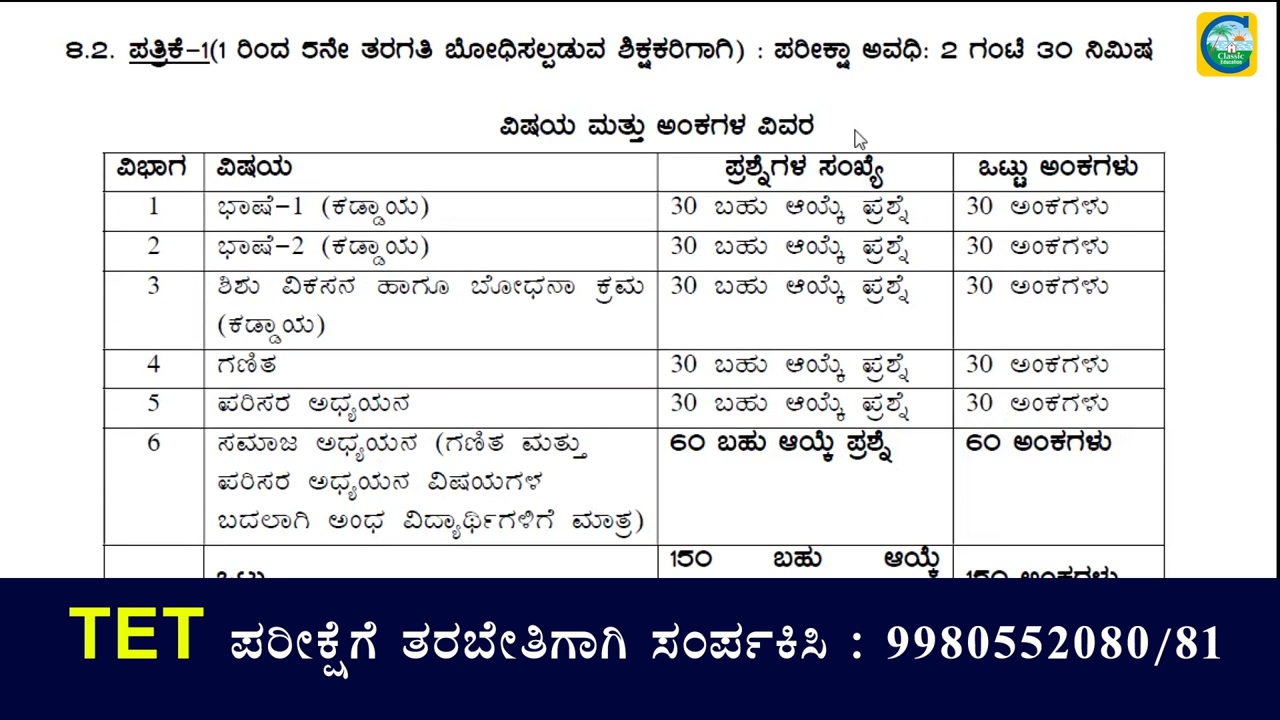 8.2. ಪತ್ರಿಕೆ-1(1 ರಿಂದ 5ನೇ ತರಗತಿ ಬೋಧಿಸಲ್ಪಡುವ ಶಿಕ್ಷಕರಿಗಾಗಿ) : ಪರೀಕ್ಷಾ ಅವಧಿ: 2 ಗಂಟೆ 30 ನಿಮಿಷ
Classic
Education
ವಿಷಯ ಮತ್ತು ಅಂಕಗಳ ವಿವರ
ವಿಭಾಗ ವಿಷಯ ಪ್ರಶ್ನೆಗಳ ಸಂಖ್ಯೆ ಒಟ್ಟು ಅಂಕಗಳು
1 ಭಾಷೆ-1 (ಕಡ್ಡಾಯ) 30 ಬಹು ಆಯ್ಕೆ ಪ್ರಶ್ನೆ 30 ಅಂಕಗಳು
2 ಭಾಷೆ-2 (ಕಡ್ಡಾಯ) 30 ಬಹು ಆಯ್ಕೆ ಪ್ರಶ್ನೆ 30 ಅಂಕಗಳು
3 ಶಿಶು ವಿಕಸನ ಹಾಗೂ ಬೋಧನಾ ಕ್ರಮ 30 ಬಹು ಆಯ್ಕೆ ಪ್ರಶ್ನೆ 30 ಅಂಕಗಳು
(ಕಡ್ಡಾಯ)
4 ಗಣಿತ 30 ಬಹು ಆಯ್ಕೆ ಪ್ರಶ್ನೆ 30 ಅಂಕಗಳು
5 ಪರಿಸರ ಅಧ್ಯಯನ 30 ಬಹು ಆಯ್ಕೆ ಪ್ರಶ್ನೆ 30 ಅಂಕಗಳು
6 ಸಮಾಜ ಅಧ್ಯಯನ (ಗಣಿತ ಮತ್ತು 60 ಬಹು ಆಯ್ಕೆ ಪ್ರಶ್ನೆ 60 ಅಂಕಗಳು
ಪರಿಸರ ಅಧ್ಯಯನ ವಿಷಯಗಳ
ಬದಲಾಗಿ ಅಂಧ ವಿದ್ಯಾರ್ಥಿಗಳಿಗೆ ಮಾತ್ರ)
150 ಬಹು ಆಯ್ಕೆ
150 ಅಂಕಗಳು
TET ಪರೀಕ್ಷೆಗೆ ತರಬೇತಿಗಾಗಿ ಸಂರ್ಪಕಿಸಿ : 9980552080/81